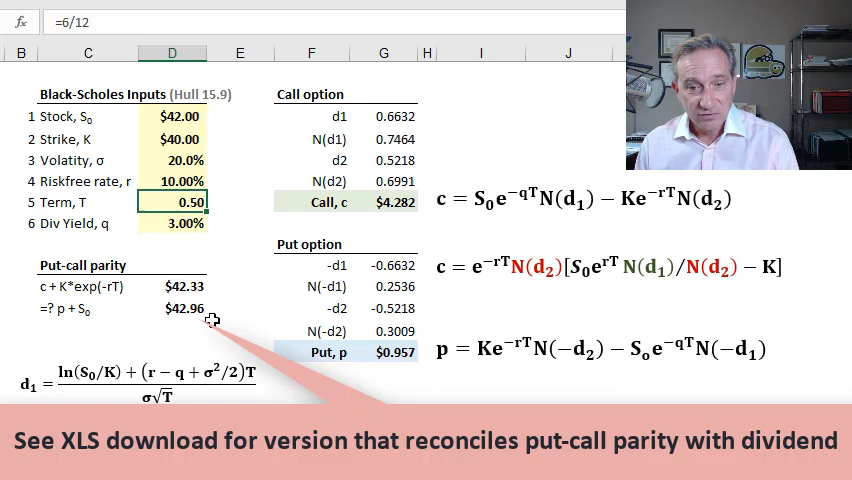 fx =6/12
B C D E F G H I J
Black-Scholes Inputs (Hull 15.9)
1 Stock, S₀ $42.00
2 Strike, K $40.00
3 Volatity, σ 20.0%
4 Riskfree rate, r 10.00%
5 Term, T 0.50
6 Div Yield, q 3.00%
Put-call parity
c + K*exp(-rT) $42.33
=? p + S₀ $42.96
d₁ = ln(S₀/K) + (r − q + σ²/2)T
σ√T
Call option
d1 0.6632
N(d1) 0.7464
d2 0.5218
N(d2) 0.6991
Call, c $4.282
Put option
-d1 -0.6632
N(-d1) 0.2536
-d2 -0.5218
N(-d2) 0.3009
Put, p $0.957
c = S₀e^−qT N(d₁) − Ke^−rT N(d₂)
c = e^−rT N(d₂)[S₀e^rT N(d₁)/N(d₂) − K]
p = Ke^−rT N(−d₂) − Sₒe^−qT N(−d₁)
See XLS download for version that reconciles put-call parity with dividend